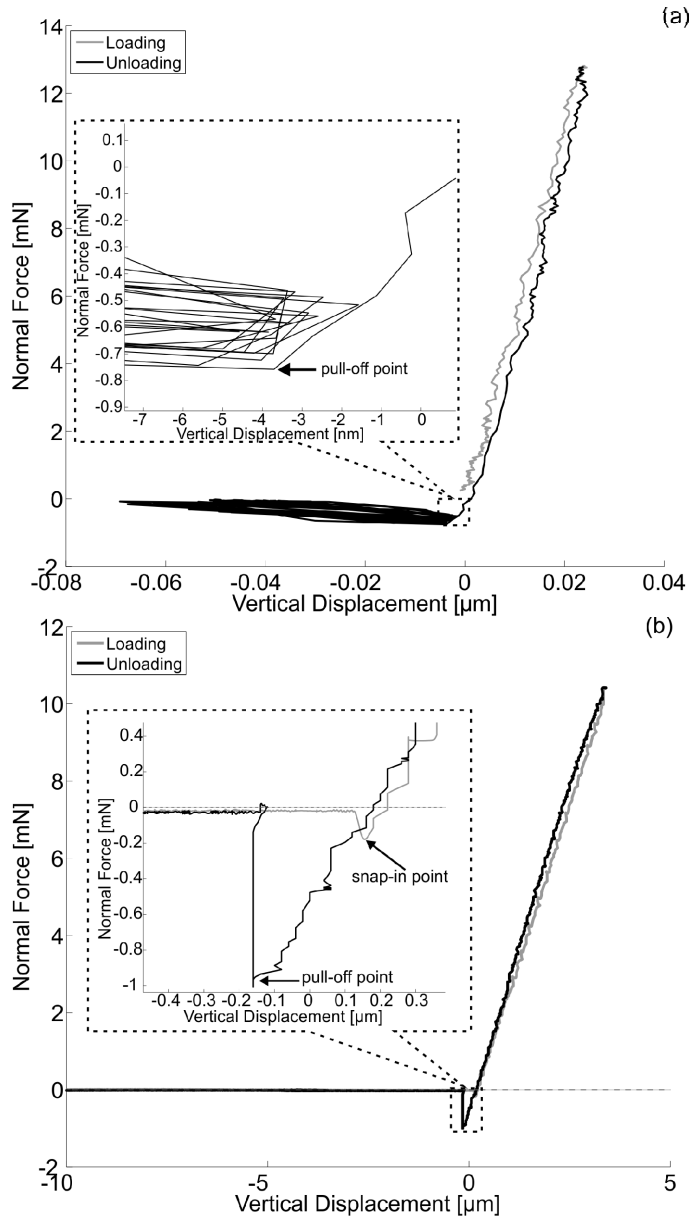 (a)
14
12
10
8
6
4
2
0
-2
Normal Force [mN]
Loading
Unloading
0.1
0
-0.1
-0.2
-0.3
-0.4
-0.5
-0.6
-0.7
-0.8
-0.9
Normal Force [mN]
pull-off point
-7 -6 -5 -4 -3 -2 -1 0
Vertical Displacement [nm]
-0.08 -0.06 -0.04 -0.02 0 0.02 0.04
Vertical Displacement [µm]
(b)
12
10
8
6
4
2
0
-2
Normal Force [mN]
Loading
Unloading
0.4
0.2
0
-0.2
-0.4
-0.6
-0.8
-1
Normal Force [mN]
snap-in point
pull-off point
-0.4 -0.3 -0.2 -0.1 0 0.1 0.2 0.3
Vertical Displacement [µm]
-10 -5 0 5
Vertical Displacement [µm]